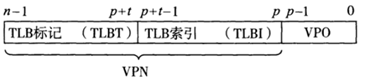 n-1 p+t p+t-1 p p-1 0
TLB标记 （TLBT） TLB索引 （TLBI） VPO
VPN